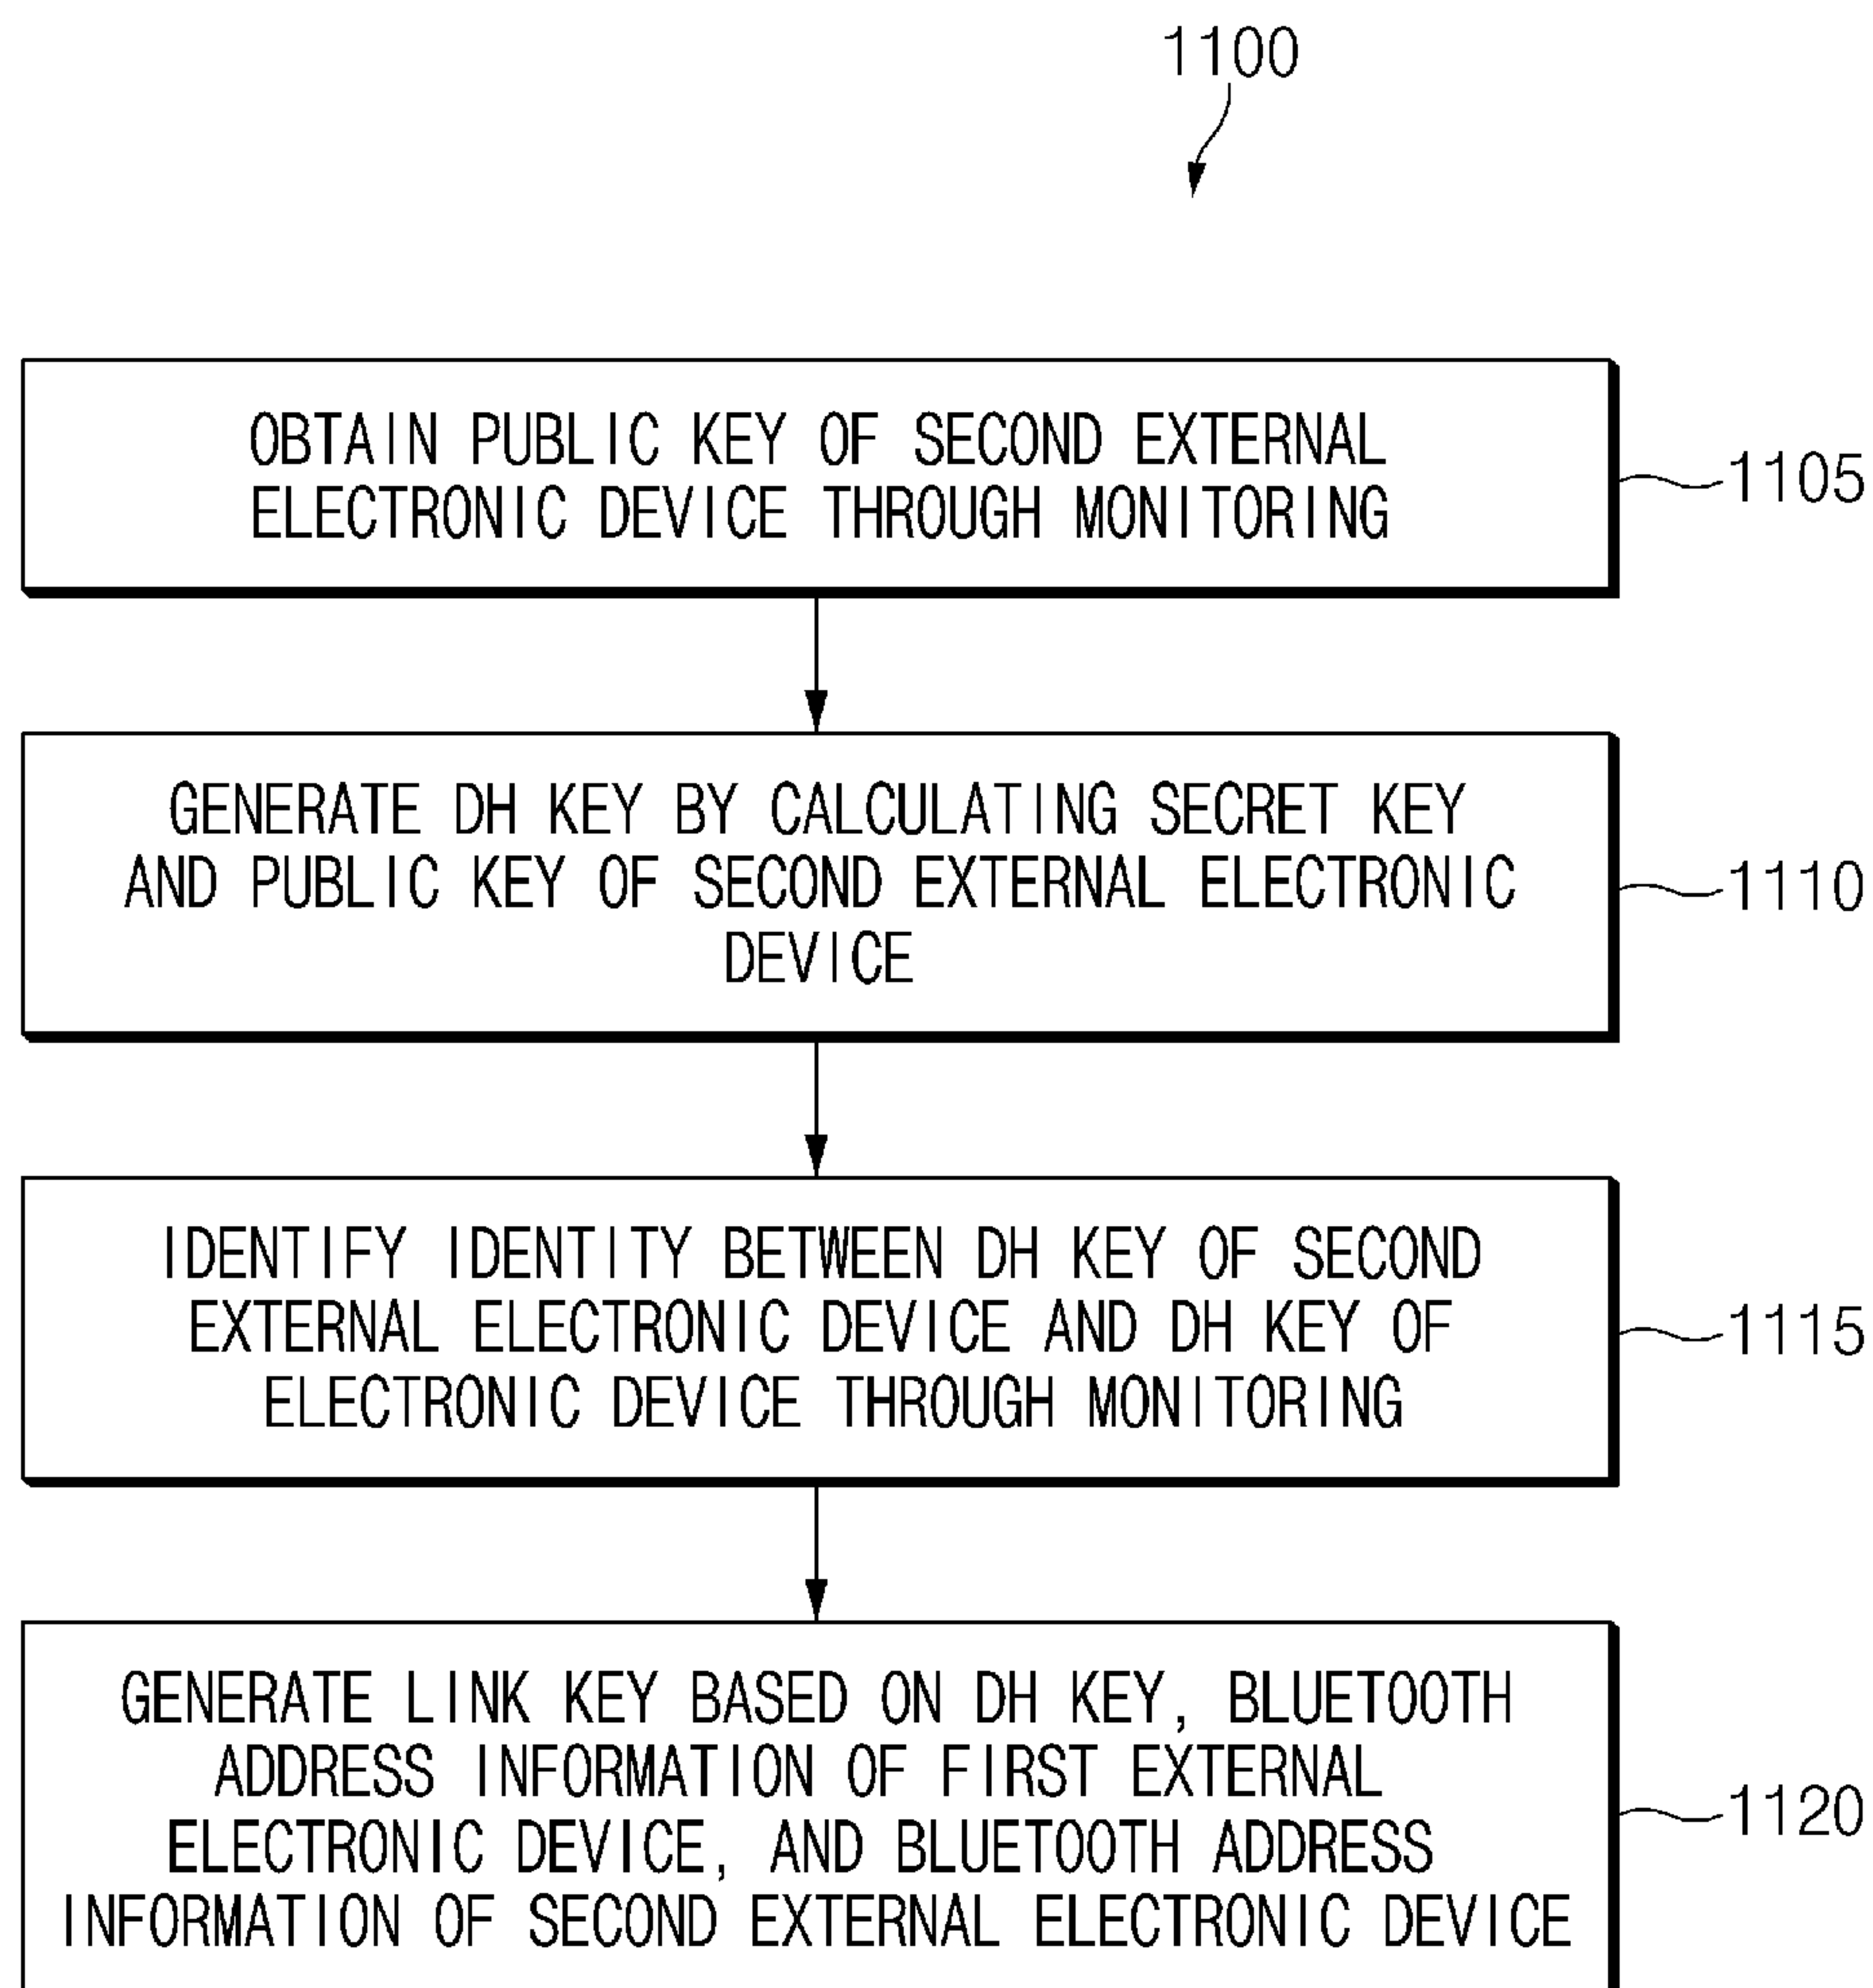 1100
OBTAIN PUBLIC KEY OF SECOND EXTERNAL
ELECTRONIC DEVICE THROUGH MONITORING
1105
GENERATE DH KEY BY CALCULATING SECRET KEY
AND PUBLIC KEY OF SECOND EXTERNAL ELECTRONIC
DEVICE
1110
IDENTIFY IDENTITY BETWEEN DH KEY OF SECOND
EXTERNAL ELECTRONIC DEVICE AND DH KEY OF
ELECTRONIC DEVICE THROUGH MONITORING
1115
GENERATE LINK KEY BASED ON DH KEY, BLUETOOTH
ADDRESS INFORMATION OF FIRST EXTERNAL
ELECTRONIC DEVICE, AND BLUETOOTH ADDRESS
INFORMATION OF SECOND EXTERNAL ELECTRONIC DEVICE
1120